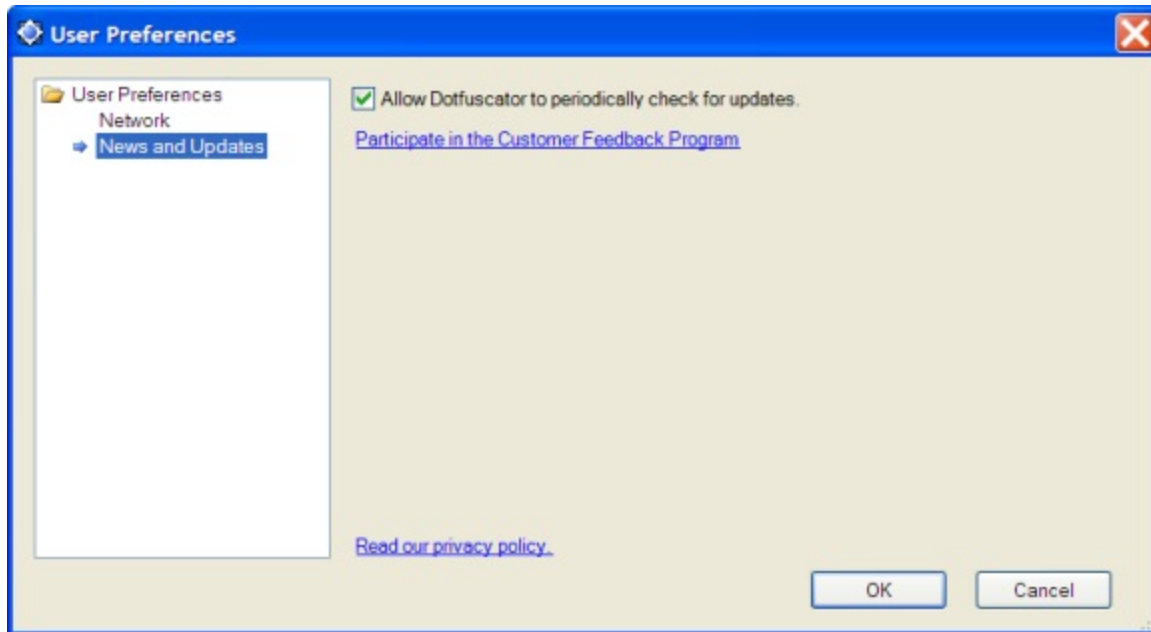 User Preferences
User Preferences
Network
News and Updates
Allow Dotfuscator to periodically check for updates.
Participate in the Customer Feedback Program
Read our privacy policy.
OK
Cancel